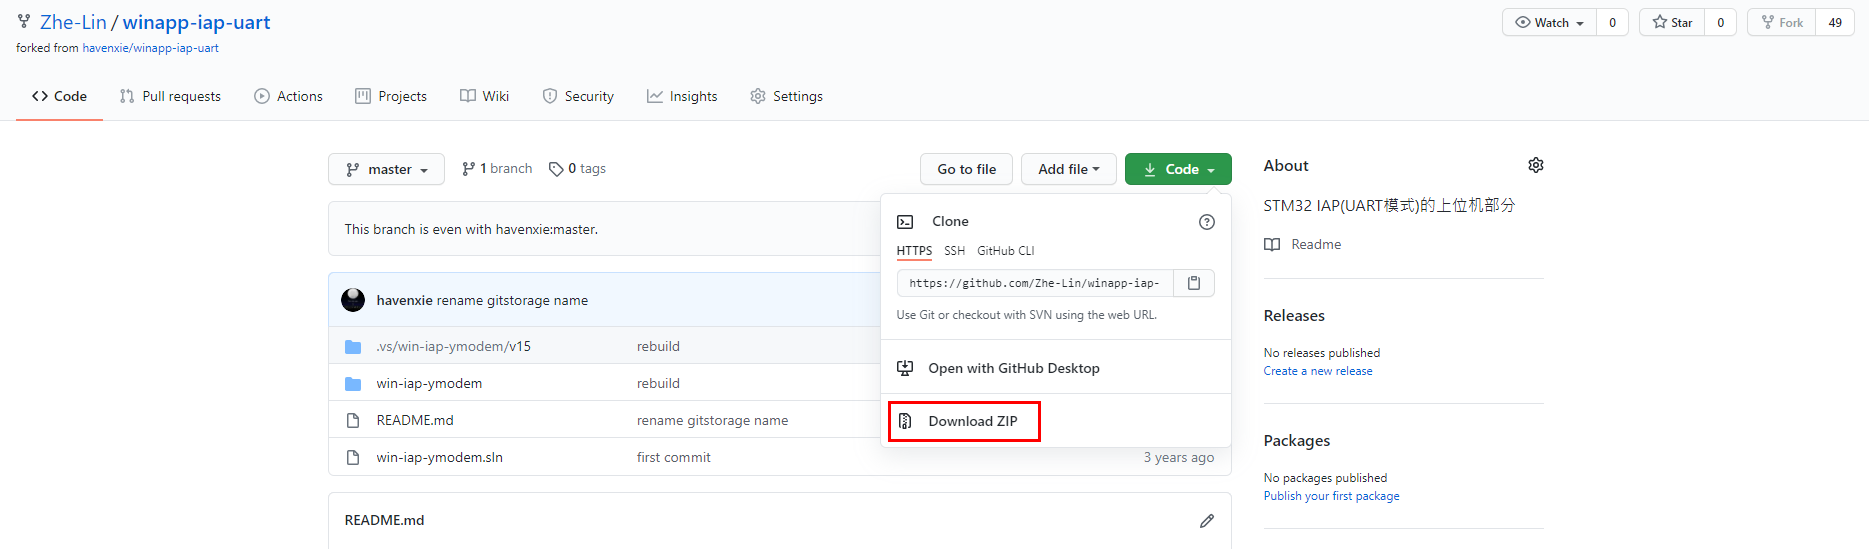 Zhe-Lin / winapp-iap-uart
Watch 0 Star 0 Fork 49
forked from havenxie/winapp-iap-uart
Code Pull requests Actions Projects Wiki Security Insights Settings
master 1 branch 0 tags Go to file Add file Code
This branch is even with havenxie:master.
havenxie rename gitstorage name
.vs/win-iap-ymodem/v15 rebuild
win-iap-ymodem rebuild
README.md rename gitstorage name
win-iap-ymodem.sln first commit 3 years ago
README.md
Clone
HTTPS SSH GitHub CLI
https://github.com/Zhe-Lin/winapp-iap-
Use Git or checkout with SVN using the web URL.
Open with GitHub Desktop
Download ZIP
About
STM32 IAP(UART模式)的上位机部分
Readme
Releases
No releases published
Create a new release
Packages
No packages published
Publish your first package